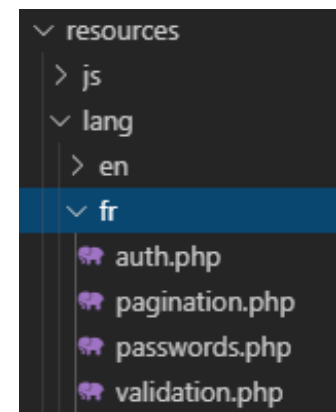 resources
js
lang
en
fr
auth.php
pagination.php
passwords.php
validation.php